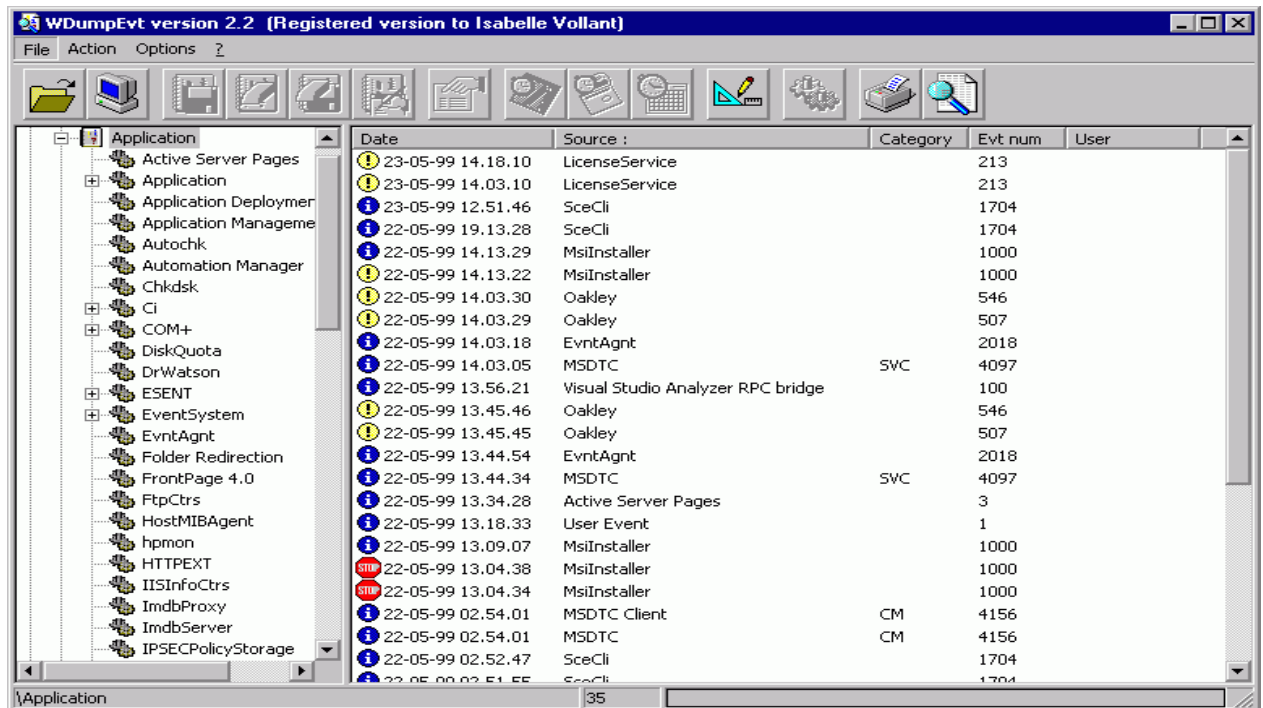 WDumpEvt version 2.2 (Registered version to Isabelle Vollant)
File Action Options ?
Application
Active Server Pages
Application
Application Deploymer
Application Manageme
Autochk
Automation Manager
Chkdsk
Ci
COM+
DiskQuota
DrWatson
ESENT
EventSystem
EvntAgnt
Folder Redirection
FrontPage 4.0
FtpCtrs
HostMIBAgent
hpmon
HTTPEXT
IISInfoCtrs
ImdbProxy
ImdbServer
IPSECPolicyStorage
Date Source : Category Evt num User
23-05-99 14.18.10 LicenseService 213
23-05-99 14.03.10 LicenseService 213
23-05-99 12.51.46 SceCli 1704
22-05-99 19.13.28 SceCli 1704
22-05-99 14.13.29 MsiInstaller 1000
22-05-99 14.13.22 MsiInstaller 1000
22-05-99 14.03.30 Oakley 546
22-05-99 14.03.29 Oakley 507
22-05-99 14.03.18 EvntAgnt 2018
22-05-99 14.03.05 MSDTC SVC 4097
22-05-99 13.56.21 Visual Studio Analyzer RPC bridge 100
22-05-99 13.45.46 Oakley 546
22-05-99 13.45.45 Oakley 507
22-05-99 13.44.54 EvntAgnt 2018
22-05-99 13.44.34 MSDTC SVC 4097
22-05-99 13.34.28 Active Server Pages 3
22-05-99 13.18.33 User Event 1
22-05-99 13.09.07 MsiInstaller 1000
STOP 22-05-99 13.04.38 MsiInstaller 1000
STOP 22-05-99 13.04.34 MsiInstaller 1000
22-05-99 02.54.01 MSDTC Client CM 4156
22-05-99 02.54.01 MSDTC CM 4156
22-05-99 02.52.47 SceCli 1704
\Application 35